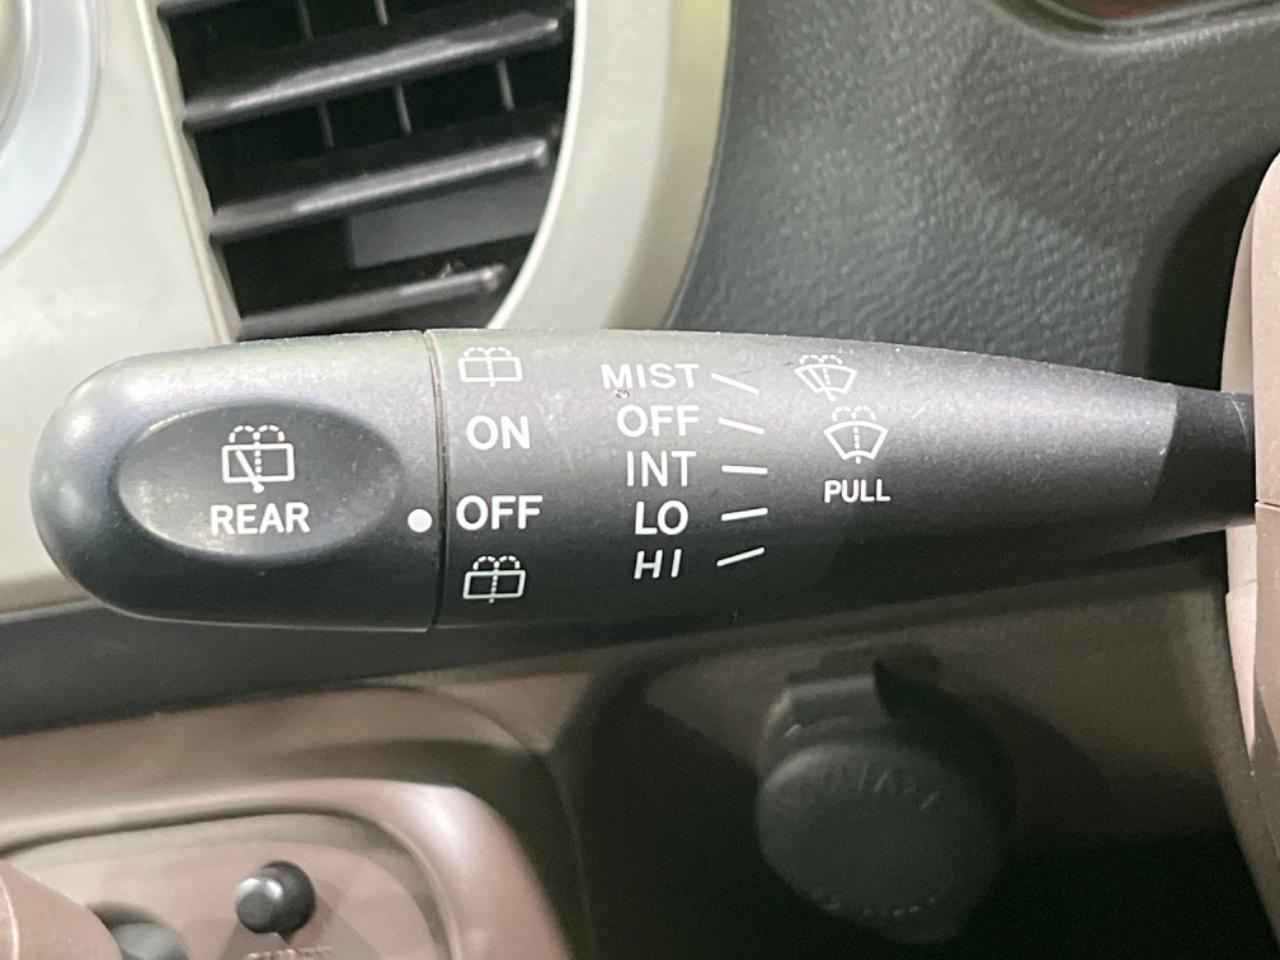 REAR
ON
OFF
MIST
OFF
INT
LO
HI
PULL